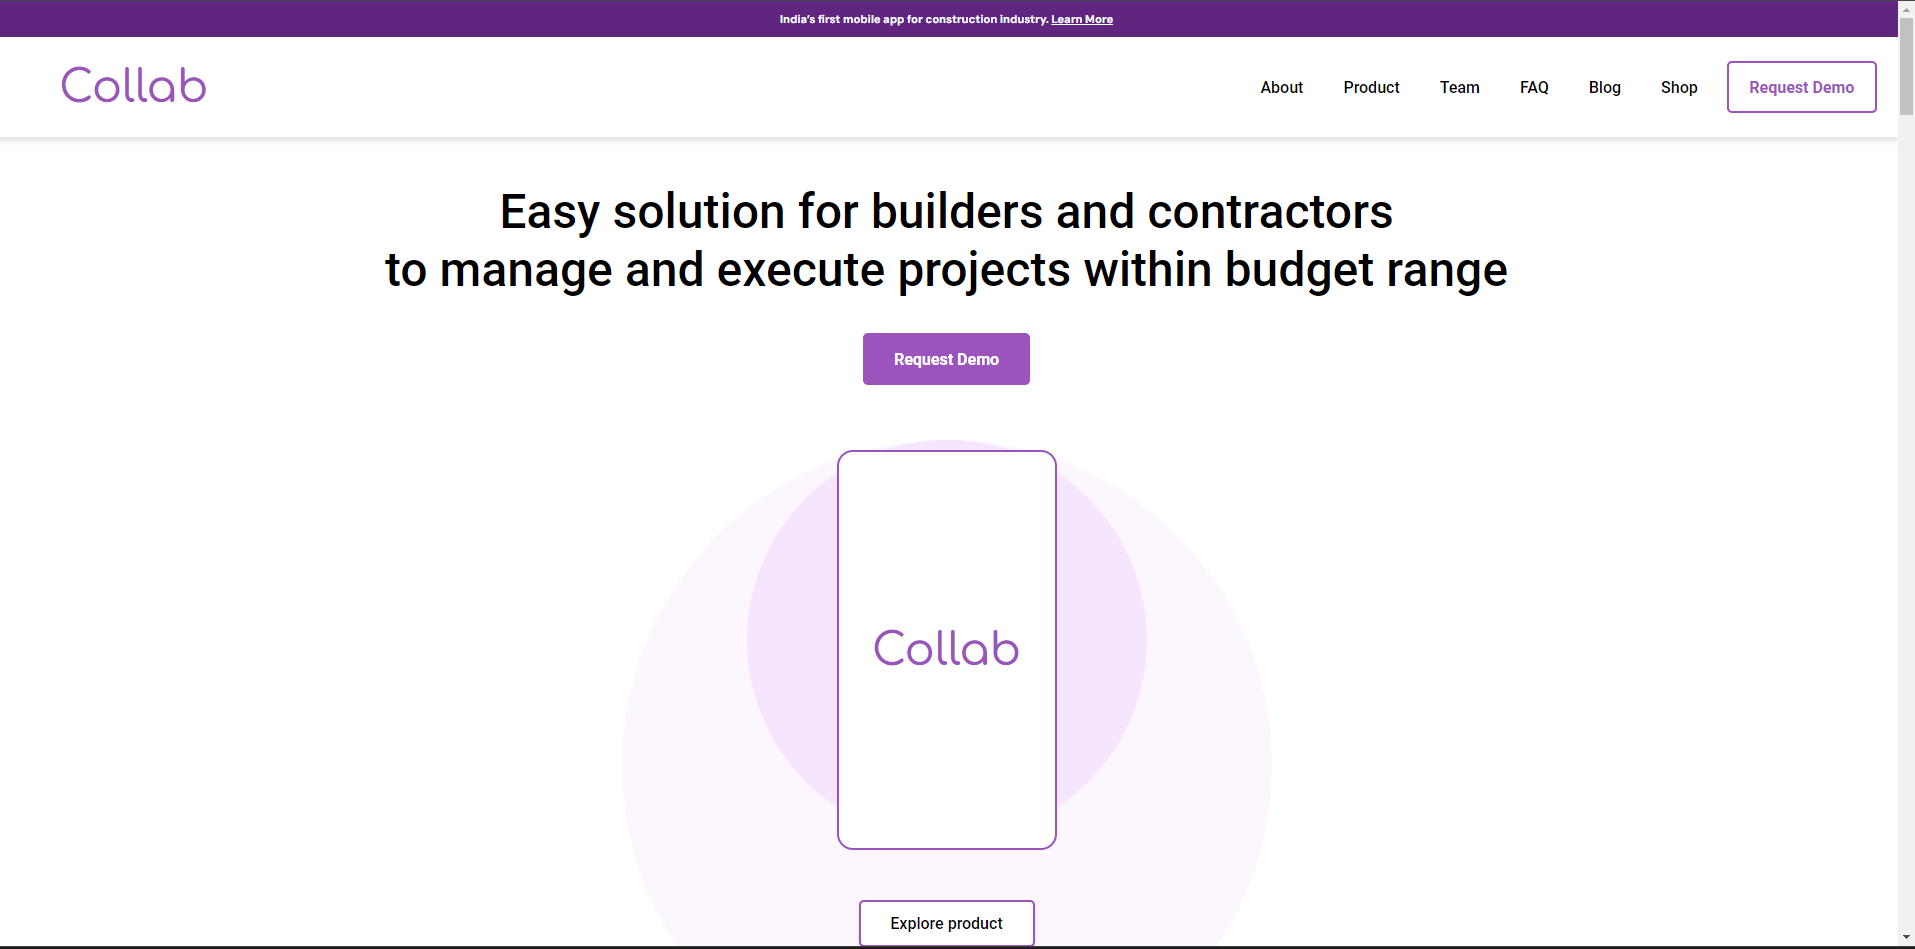 India's first mobile app for construction industry. Learn More
Collab
About
Product
Team
FAQ
Blog
Shop
Request Demo
Easy solution for builders and contractors
to manage and execute projects within budget range
Request Demo
Collab
Explore product